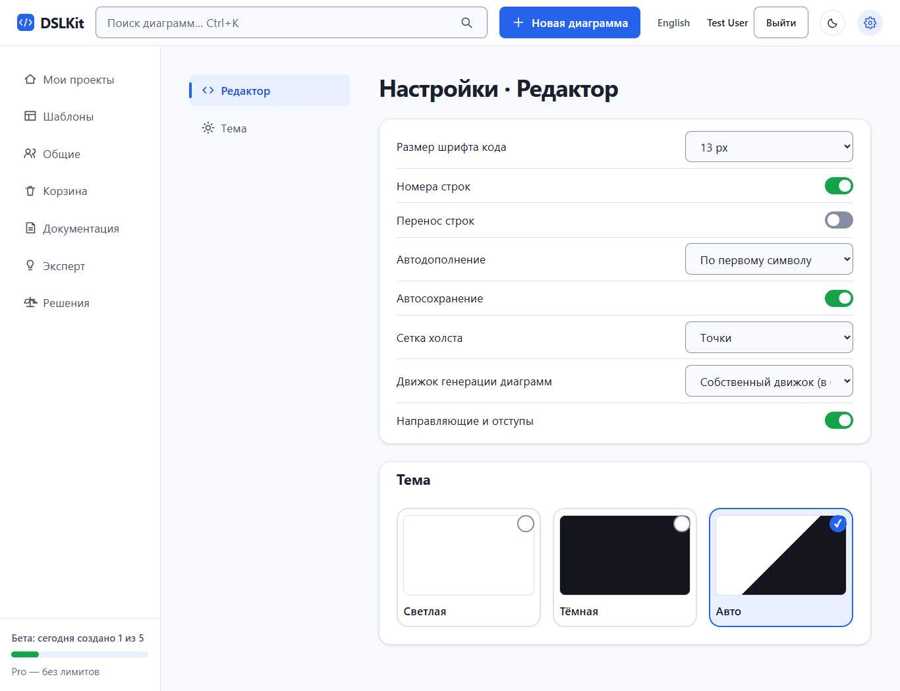 DSLKit
Поиск диаграмм... Ctrl+K
Новая диаграмма
English
Test User
Выйти
Мои проекты
Шаблоны
Общие
Корзина
Документация
Эксперт
Решения
Бета: сегодня создано 1 из 5
Pro — без лимитов
Редактор
Тема
Настройки · Редактор
Размер шрифта кода
13 px
Номера строк
Перенос строк
Автодополнение
По первому символу
Автосохранение
Сетка холста
Точки
Движок генерации диаграмм
Собственный движок (в
Направляющие и отступы
Тема
Светлая
Тёмная
Авто